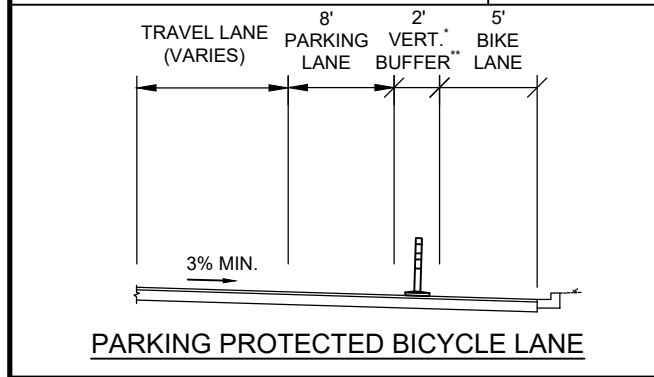 TRAVEL LANE
(VARIES)
8'
PARKING
LANE
2'
VERT.*
BUFFER**
5'
BIKE
LANE
3% MIN.
PARKING PROTECTED BICYCLE LANE